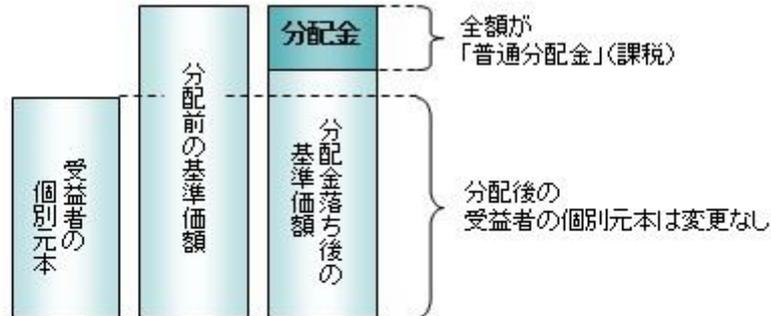 受益者の
個別元本
分配前の基準価額
分配金
分配金落ち後の
基準価額
全額が
「普通分配金」(課税)
分配後の
受益者の個別元本は変更なし